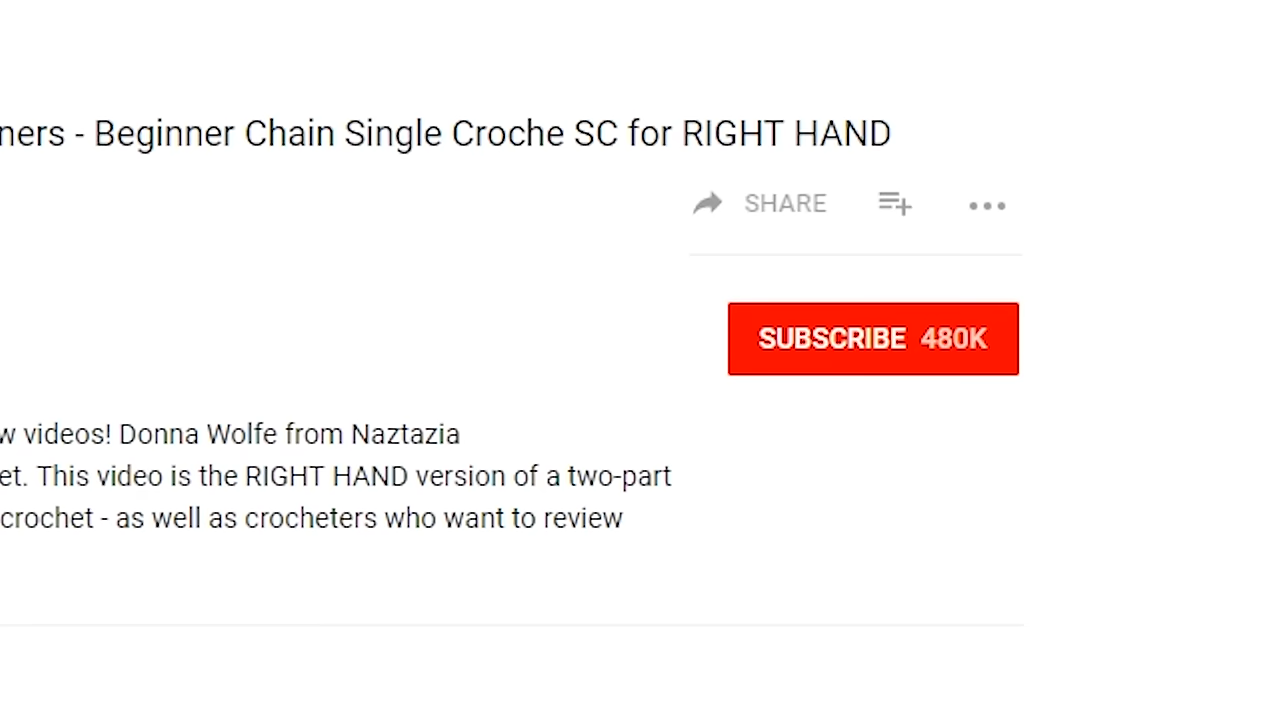 ners - Beginner Chain Single Croche SC for RIGHT HAND
SHARE
SUBSCRIBE 480K
w videos! Donna Wolfe from Naztazia
et. This video is the RIGHT HAND version of a two-part
crochet - as well as crocheters who want to review